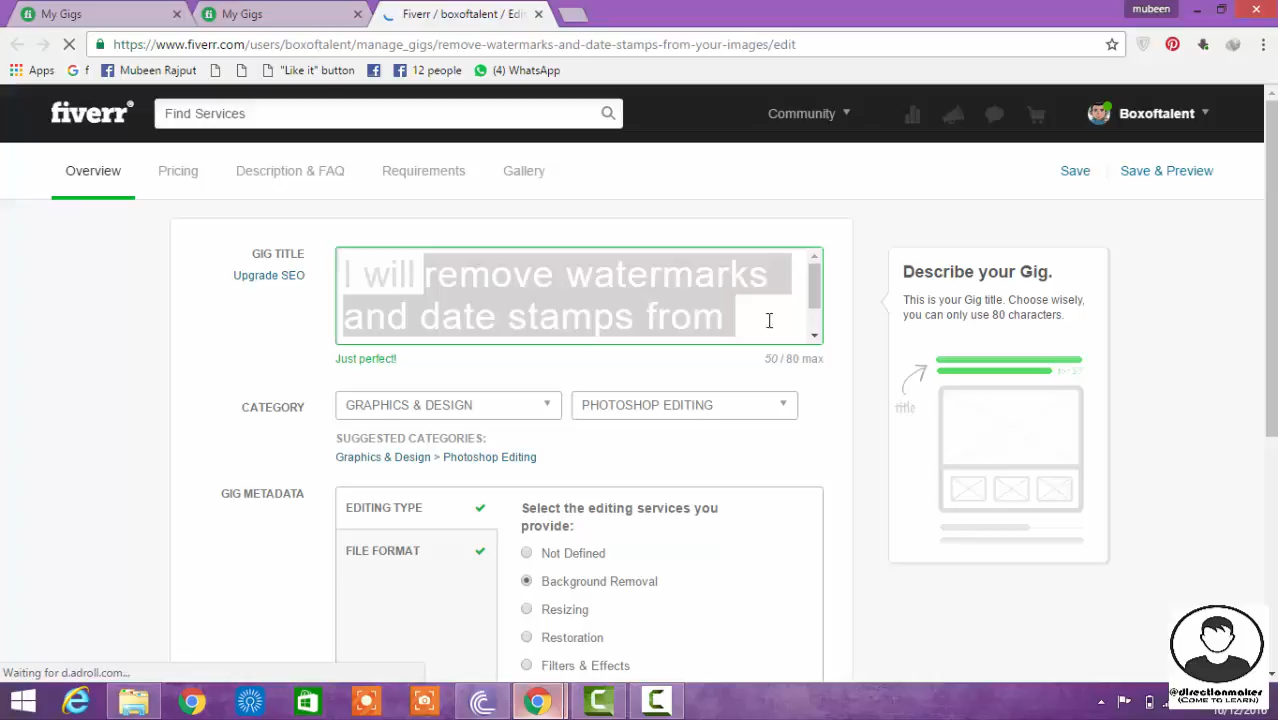 My Gigs
My Gigs
Fiverr / boxoftalent / Edi
mubeen
https://www.fiverr.com/users/boxoftalent/manage_gigs/remove-watermarks-and-date-stamps-from-your-images/edit
Apps
f
Mubeen Rajput
"Like it" button
12 people
(4) WhatsApp
fiverr®
Find Services
Community
Boxoftalent
Overview
Pricing
Description & FAQ
Requirements
Gallery
Save
Save & Preview
GIG TITLE
Upgrade SEO
I will remove watermarks
and date stamps from
Just perfect!
50 / 80 max
Describe your Gig.
This is your Gig title. Choose wisely,
you can only use 80 characters.
title
CATEGORY
GRAPHICS & DESIGN
PHOTOSHOP EDITING
SUGGESTED CATEGORIES:
Graphics & Design > Photoshop Editing
GIG METADATA
EDITING TYPE
FILE FORMAT
Select the editing services you
provide:
Not Defined
Background Removal
Resizing
Restoration
Filters & Effects
Waiting for d.adroll.com...
@directionmaker
(COME TO LEARN)
10/12/2016